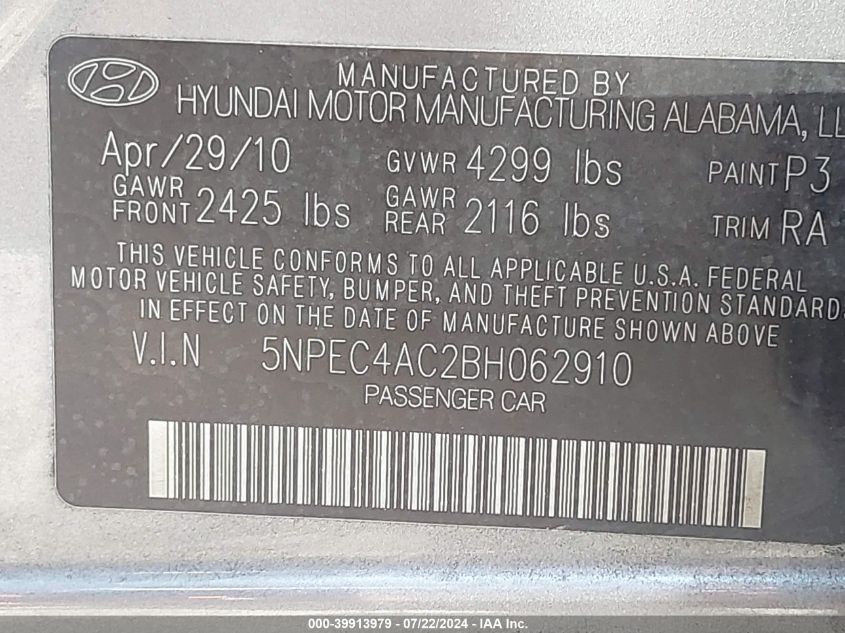 MANUFACTURED BY
HYUNDAI MOTOR MANUFACTURING ALABAMA, LL
Apr/29/10 GVWR 4299 lbs PAINT P3
GAWR FRONT 2425 lbs GAWR REAR 2116 lbs TRIM RA
THIS VEHICLE CONFORMS TO ALL APPLICABLE U.S.A. FEDERAL
MOTOR VEHICLE SAFETY, BUMPER, AND THEFT PREVENTION STANDARDS
IN EFFECT ON THE DATE OF MANUFACTURE SHOWN ABOVE.
V.I.N 5NPEC4AC2BH062910
PASSENGER CAR
000-39913979 - 07/22/2024 - IAA Inc.